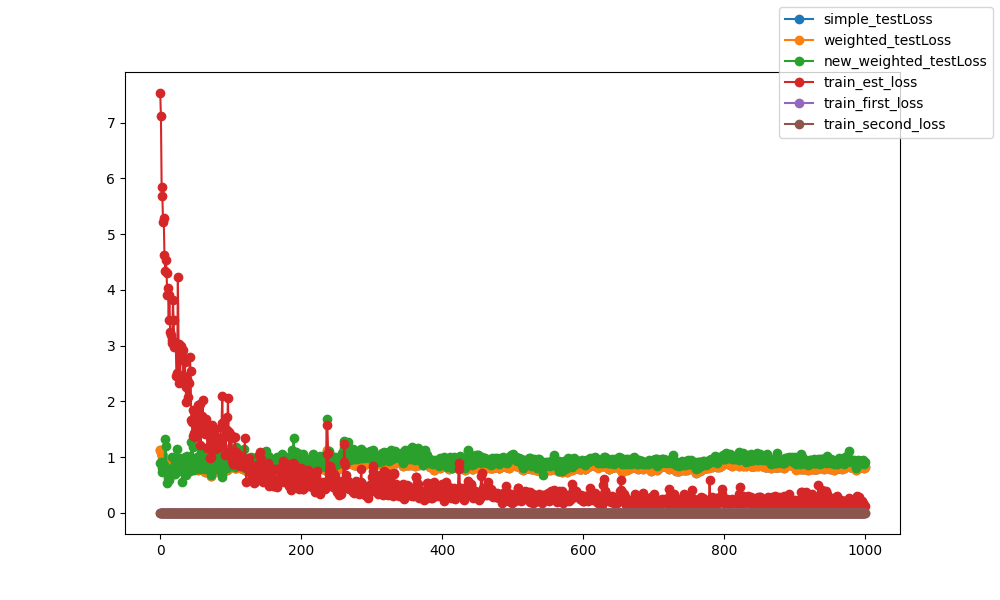 simple_testLoss
weighted_testLoss
new_weighted_testLoss
train_est_loss
train_first_loss
train_second_loss
7
6
5
4
3
2
1
0
0 200 400 600 800 1000